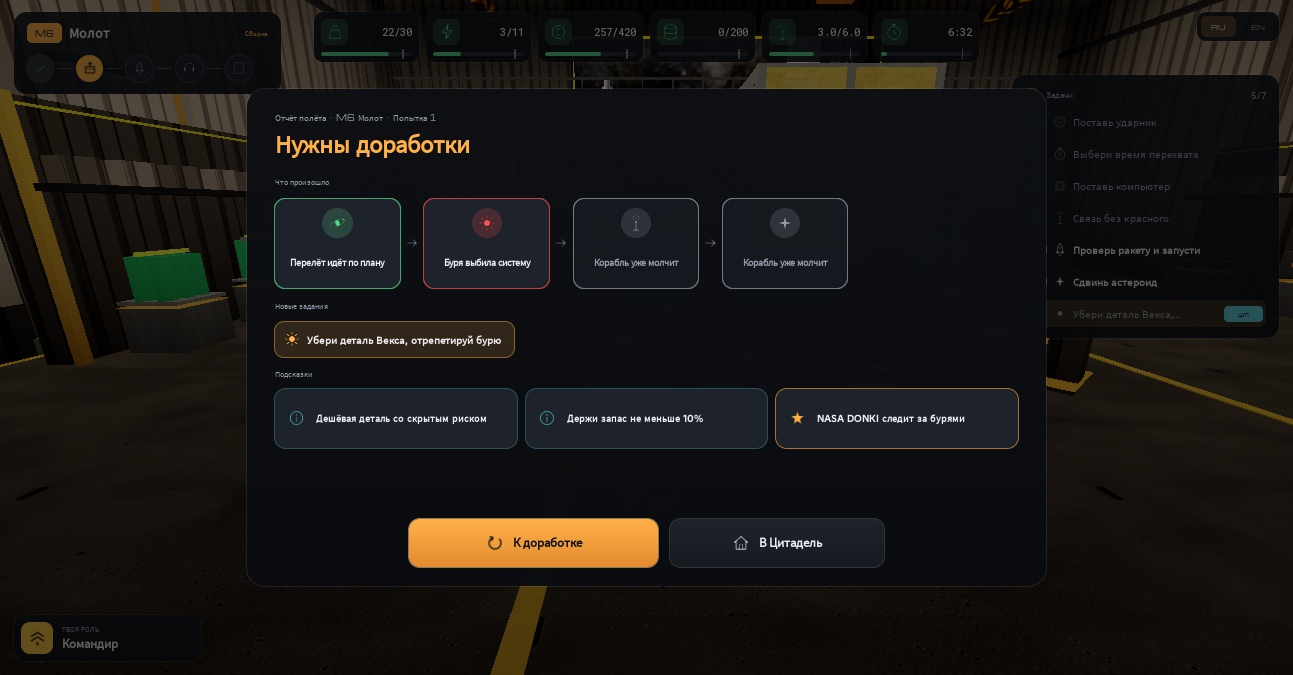 М6 Молот Сборка
22/30
3/11
257/420
0/200
3.0/6.0
6:32
RU EN
Отчёт полёта · М6 Молот · Попытка 1
Нужны доработки
Что произошло
Перелёт идёт по плану
Буря выбила систему
Корабль уже молчит
Корабль уже молчит
Новые задания
Убери деталь Векса, отрепетируй бурю
Подсказки
Дешёвая деталь со скрытым риском
Держи запас не меньше 10%
NASA DONKI следит за бурями
К доработке
В Цитадель
Задачи 5/7
Поставь ударник
Выбери время перехвата
Поставь компьютер
Связь без красного
Проверь ракету и запусти
Сдвинь астероид
Убери деталь Векса,...
ТВОЯ РОЛЬ
Командир